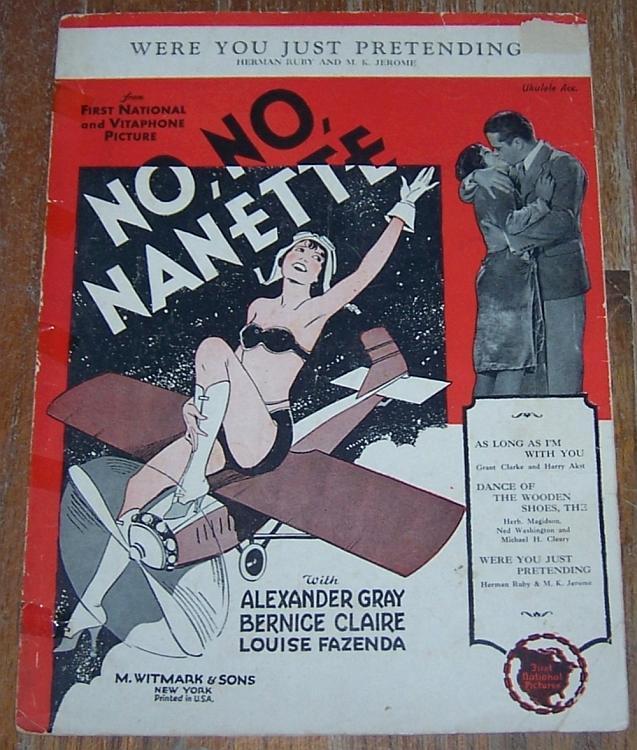 WERE YOU JUST PRETENDING
HERMAN RUBY AND M. K. JEROME
Ukulele Acc.
from
FIRST NATIONAL
and VITAPHONE
PICTURE
NO, NO,
NANETTE
AS LONG AS I'M
WITH YOU
Grant Clarke and Harry Akst
DANCE OF
THE WOODEN
SHOES, THE
Herb. Magidson,
Ned Washington and
Michael H. Cleary
WERE YOU JUST
PRETENDING
Herman Ruby & M. K. Jerome
With
ALEXANDER GRAY
BERNICE CLAIRE
LOUISE FAZENDA
M. WITMARK & SONS
NEW YORK
Printed in U.S.A.
First
National
Pictures